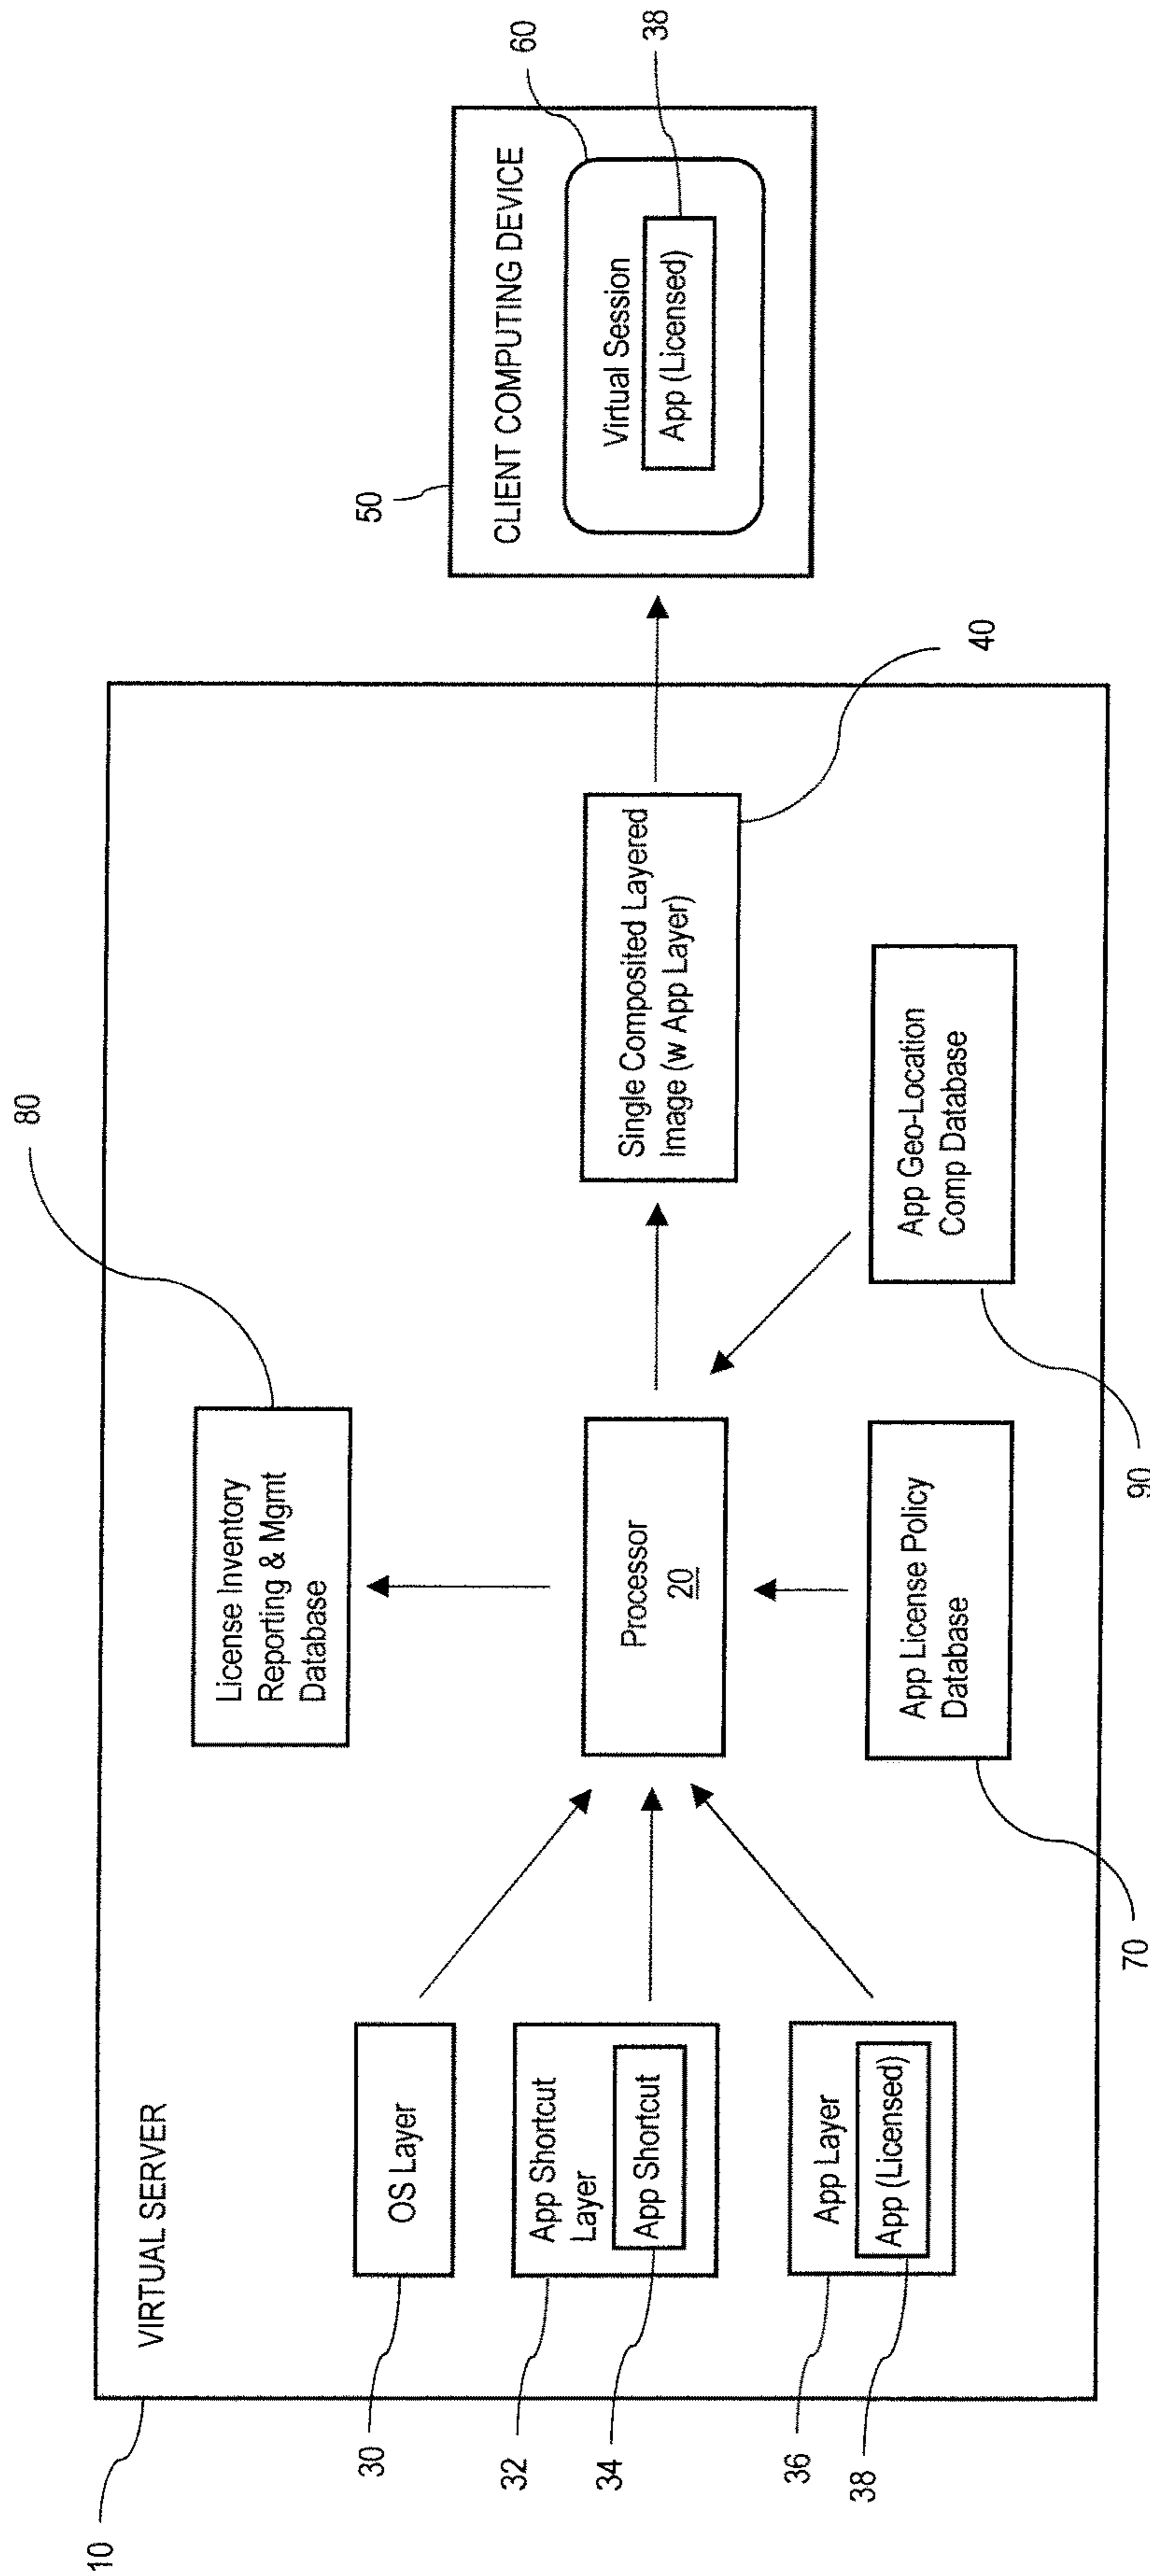 VIRTUAL SERVER
10
OS Layer
30
App Shortcut
Layer
App Shortcut
32
34
App Layer
App (Licensed)
36
38
License Inventory
Reporting & Mgmt
Database
80
Processor
20
App License Policy
Database
70
App Geo-Location
Comp Database
90
Single Composited Layered
Image (w App Layer)
40
CLIENT COMPUTING DEVICE
50
Virtual Session
App (Licensed)
60
38